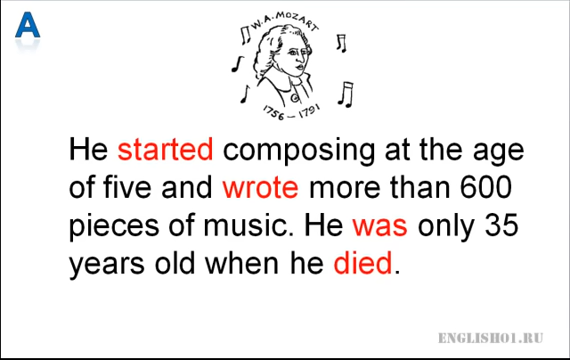 A
W.A.MOZART
1756 – 1791
He started composing at the age
of five and wrote more than 600
pieces of music. He was only 35
years old when he died.
ENGLISH01.RU